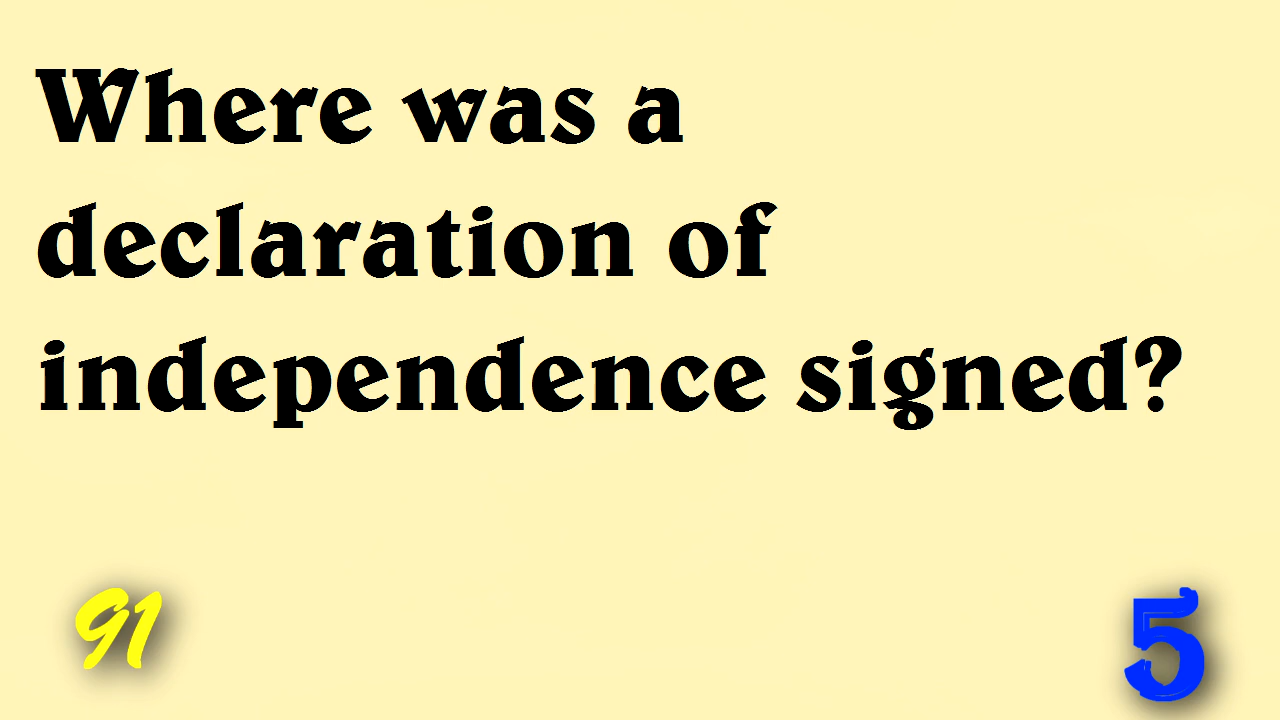 Where was a
declaration of
independence signed?
91
5